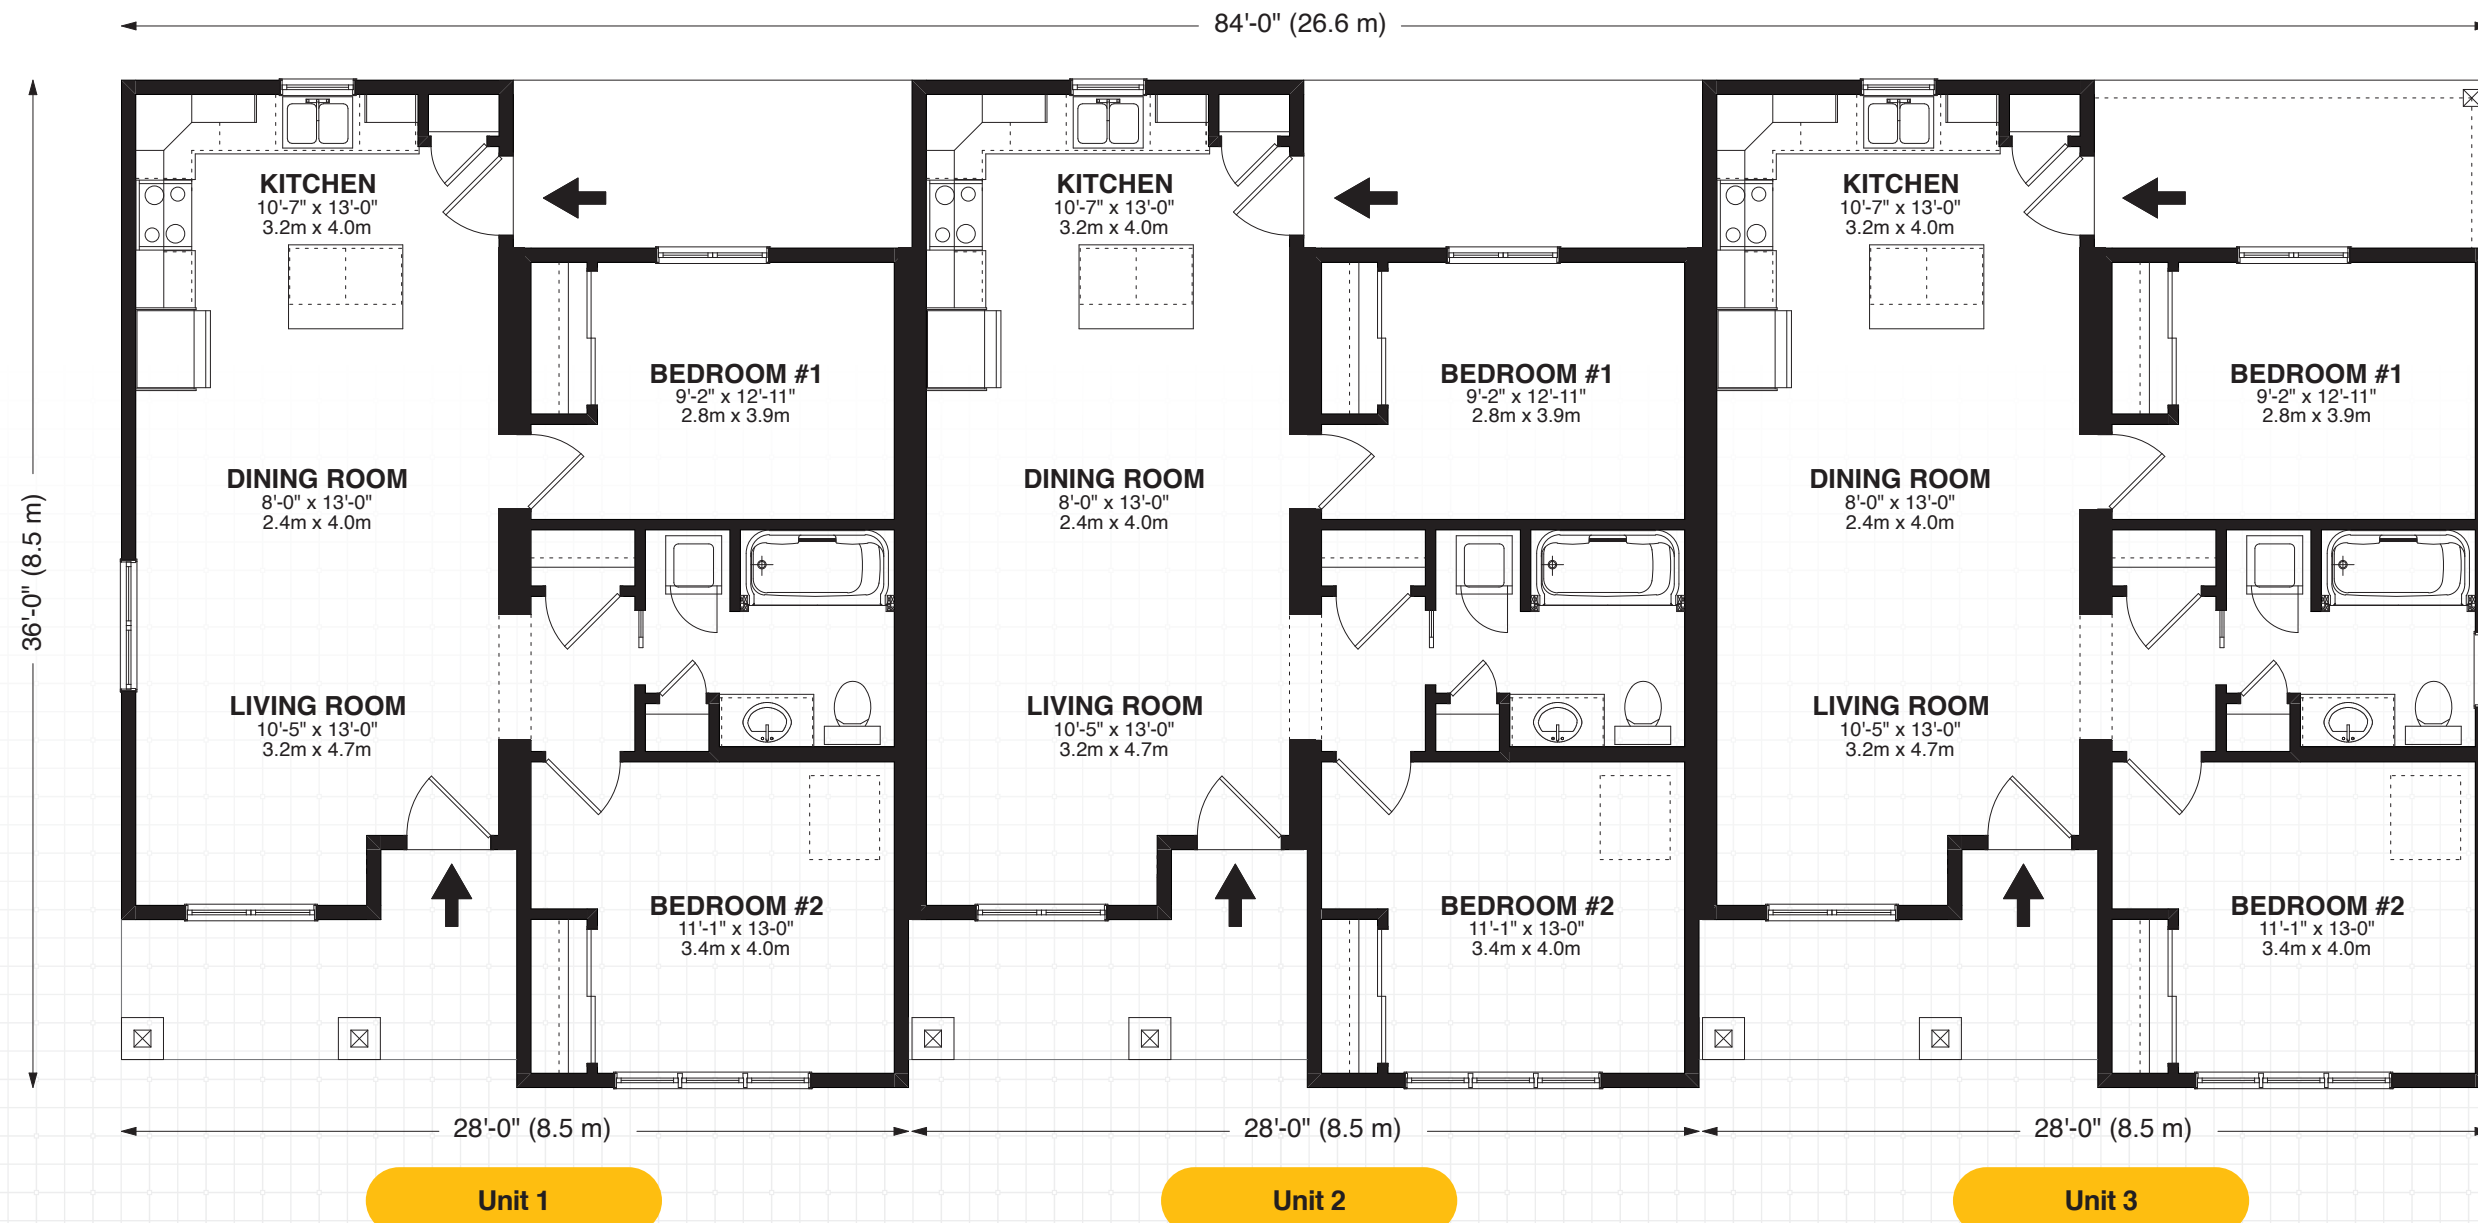 84'-0" (26.6 m)
36'-0" (8.5 m)
KITCHEN
10'-7" x 13'-0"
3.2m x 4.0m
BEDROOM #1
9'-2" x 12'-11"
2.8m x 3.9m
DINING ROOM
8'-0" x 13'-0"
2.4m x 4.0m
LIVING ROOM
10'-5" x 13'-0"
3.2m x 4.7m
BEDROOM #2
11'-1" x 13-0"
3.4m x 4.0m
28'-0" (8.5 m)
Unit 1
KITCHEN
10'-7" x 13'-0"
3.2m x 4.0m
BEDROOM #1
9'-2" x 12'-11"
2.8m x 3.9m
DINING ROOM
8'-0" x 13'-0"
2.4m x 4.0m
LIVING ROOM
10'-5" x 13'-0"
3.2m x 4.7m
BEDROOM #2
11'-1" x 13-0"
3.4m x 4.0m
28'-0" (8.5 m)
Unit 2
KITCHEN
10'-7" x 13'-0"
3.2m x 4.0m
BEDROOM #1
9'-2" x 12'-11"
2.8m x 3.9m
DINING ROOM
8'-0" x 13'-0"
2.4m x 4.0m
LIVING ROOM
10'-5" x 13'-0"
3.2m x 4.7m
BEDROOM #2
11'-1" x 13-0"
3.4m x 4.0m
28'-0" (8.5 m)
Unit 3